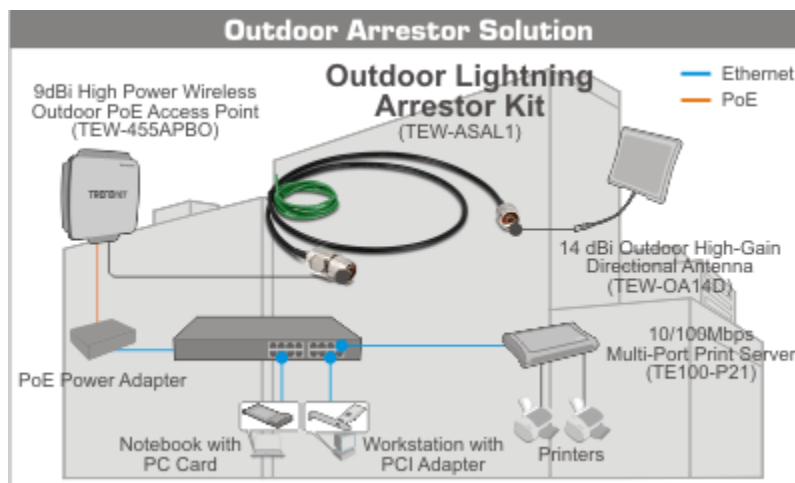 Outdoor Arrestor Solution
9dBi High Power Wireless
Outdoor PoE Access Point
(TEW-455APBO)
Outdoor Lightning
Arrestor Kit
(TEW-ASAL1)
Ethernet
PoE
TRENDNET
14 dBi Outdoor High-Gain
Directional Antenna
(TEW-OA14D)
10/100Mbps
Multi-Port Print Server
(TE100-P21)
PoE Power Adapter
Notebook with
PC Card
Workstation with
PCI Adapter
Printers